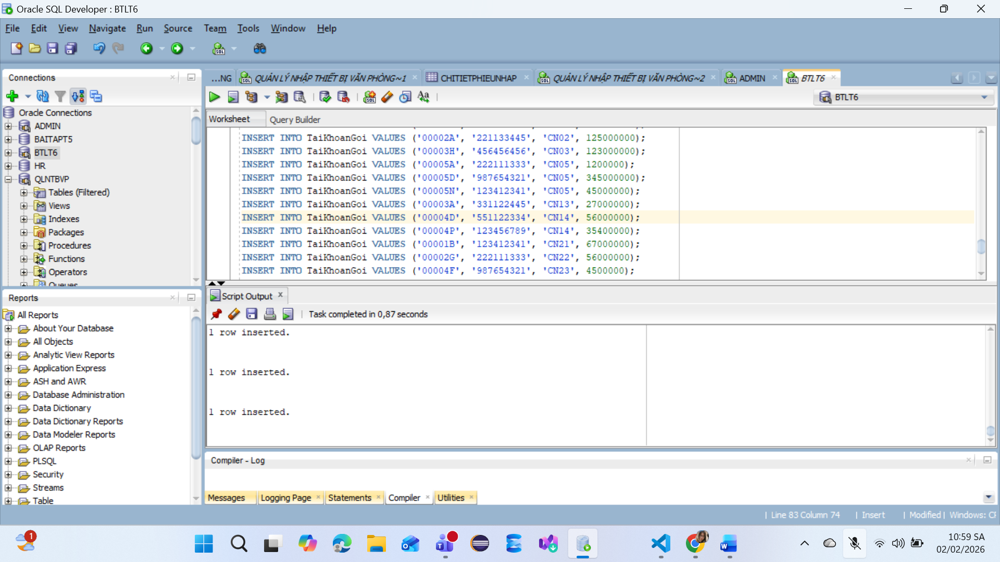 Oracle SQL Developer : BTLT6
File Edit View Navigate Run Source Team Tools Window Help
Connections
Oracle Connections
ADMIN
BAITAPT5
BTLT6
HR
QLNTBVP
Tables (Filtered)
Views
Indexes
Packages
Procedures
Functions
Operators
Queues
Reports
All Reports
About Your Database
All Objects
Analytic View Reports
Application Express
ASH and AWR
Database Administration
Data Dictionary
Data Dictionary Reports
Data Modeler Reports
OLAP Reports
PLSQL
Security
Streams
Table
...NG QUẢN LÝ NHẬP THIẾT BỊ VĂN PHÒNG~1 CHITIETPHIEUNHAP QUẢN LÝ NHẬP THIẾT BỊ VĂN PHÒNG~2 ADMIN BTLT6
BTLT6
Worksheet Query Builder
INSERT INTO TaiKhoanGoi VALUES ('00002A', '221133445', 'CN02', 125000000);
INSERT INTO TaiKhoanGoi VALUES ('00003H', '456456456', 'CN03', 123000000);
INSERT INTO TaiKhoanGoi VALUES ('00005A', '222111333', 'CN05', 1200000);
INSERT INTO TaiKhoanGoi VALUES ('00005D', '987654321', 'CN05', 345000000);
INSERT INTO TaiKhoanGoi VALUES ('00005N', '123412341', 'CN05', 45000000);
INSERT INTO TaiKhoanGoi VALUES ('00003A', '331122445', 'CN13', 27000000);
INSERT INTO TaiKhoanGoi VALUES ('00004D', '551122334', 'CN14', 56000000);
INSERT INTO TaiKhoanGoi VALUES ('00004P', '123456789', 'CN14', 35400000);
INSERT INTO TaiKhoanGoi VALUES ('00001B', '123412341', 'CN21', 67000000);
INSERT INTO TaiKhoanGoi VALUES ('00002G', '222111333', 'CN22', 56000000);
INSERT INTO TaiKhoanGoi VALUES ('00004F', '987654321', 'CN23', 4500000);
Script Output
Task completed in 0,87 seconds
1 row inserted.
1 row inserted.
1 row inserted.
Compiler - Log
Messages Logging Page Statements Compiler Utilities
Line 83 Column 74 Insert Modified Windows: CF
1
10:59 SA
02/02/2026